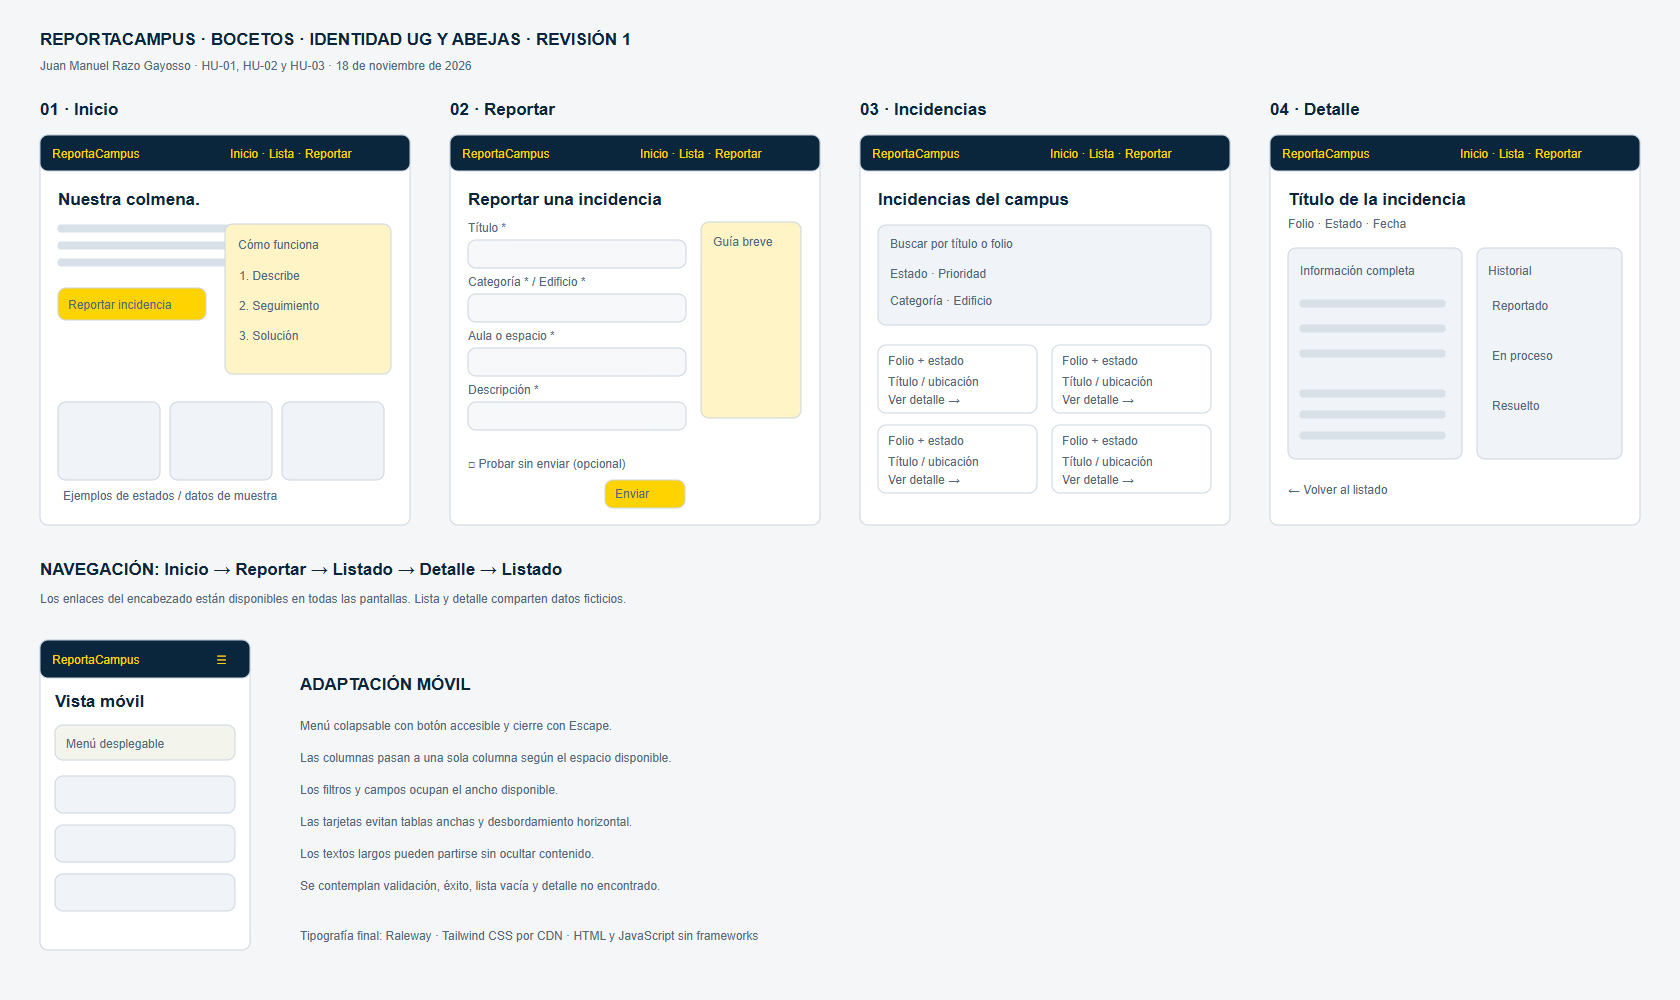 REPORTACAMPUS · BOCETOS · IDENTIDAD UG Y ABEJAS · REVISIÓN 1
Juan Manuel Razo Gayosso · HU-01, HU-02 y HU-03 · 18 de noviembre de 2026
01 · Inicio
ReportaCampus
Inicio · Lista · Reportar
Nuestra colmena.
Cómo funciona
1. Describe
2. Seguimiento
3. Solución
Reportar incidencia
Ejemplos de estados / datos de muestra
02 · Reportar
ReportaCampus
Inicio · Lista · Reportar
Reportar una incidencia
Título *
Categoría * / Edificio *
Aula o espacio *
Descripción *
Guía breve
□ Probar sin enviar (opcional)
Enviar
03 · Incidencias
ReportaCampus
Inicio · Lista · Reportar
Incidencias del campus
Buscar por título o folio
Estado · Prioridad
Categoría · Edificio
Folio + estado
Título / ubicación
Ver detalle →
Folio + estado
Título / ubicación
Ver detalle →
Folio + estado
Título / ubicación
Ver detalle →
Folio + estado
Título / ubicación
Ver detalle →
04 · Detalle
ReportaCampus
Inicio · Lista · Reportar
Título de la incidencia
Folio · Estado · Fecha
Información completa
Historial
Reportado
En proceso
Resuelto
← Volver al listado
NAVEGACIÓN: Inicio → Reportar → Listado → Detalle → Listado
Los enlaces del encabezado están disponibles en todas las pantallas. Lista y detalle comparten datos ficticios.
ReportaCampus ☰
Vista móvil
Menú desplegable
ADAPTACIÓN MÓVIL
Menú colapsable con botón accesible y cierre con Escape.
Las columnas pasan a una sola columna según el espacio disponible.
Los filtros y campos ocupan el ancho disponible.
Las tarjetas evitan tablas anchas y desbordamiento horizontal.
Los textos largos pueden partirse sin ocultar contenido.
Se contemplan validación, éxito, lista vacía y detalle no encontrado.
Tipografía final: Raleway · Tailwind CSS por CDN · HTML y JavaScript sin frameworks